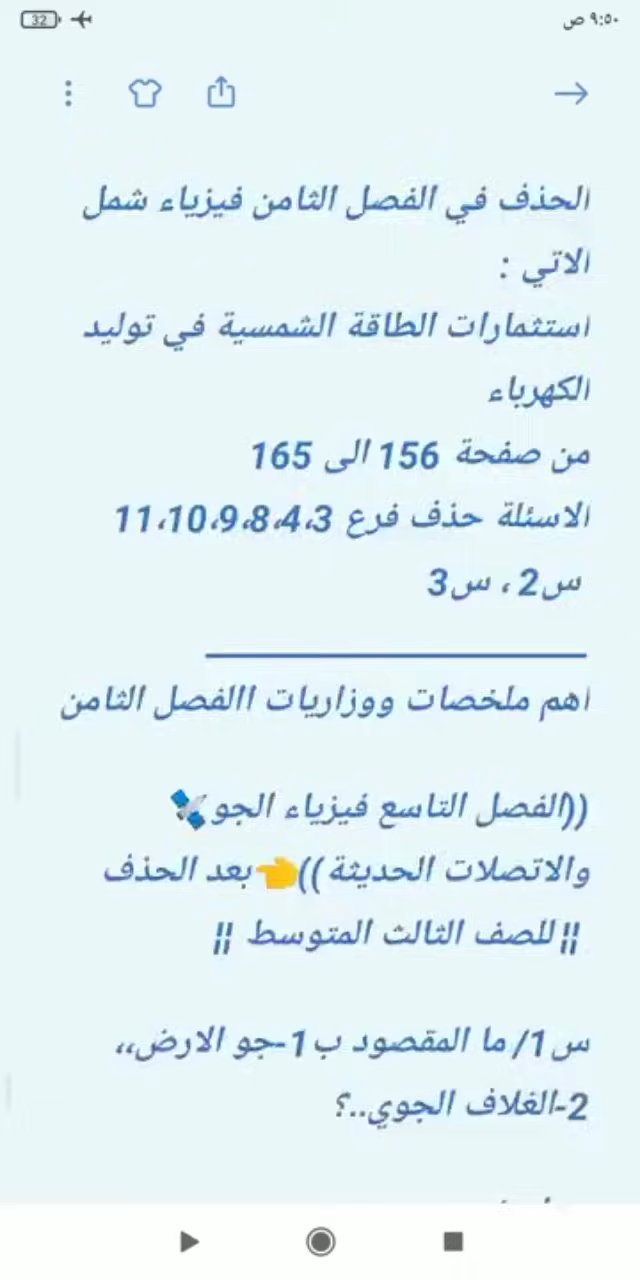 32
٩:٥٠ ص
الحذف في الفصل الثامن فيزياء شمل
الاتي :
استثمارات الطاقة الشمسية في توليد
الكهرباء
من صفحة 156 الى 165
الاسئلة حذف فرع 3،4،8،9،10،11
س2 ، س3
اهم ملخصات ووزاريات االفصل الثامن
((الفصل التاسع فيزياء الجو🛰
والاتصلات الحديثة ))👈بعد الحذف
¦¦للصف الثالث المتوسط ¦¦
س1/ ما المقصود ب 1-جو الارض،،
2-الغلاف الجوي..؟